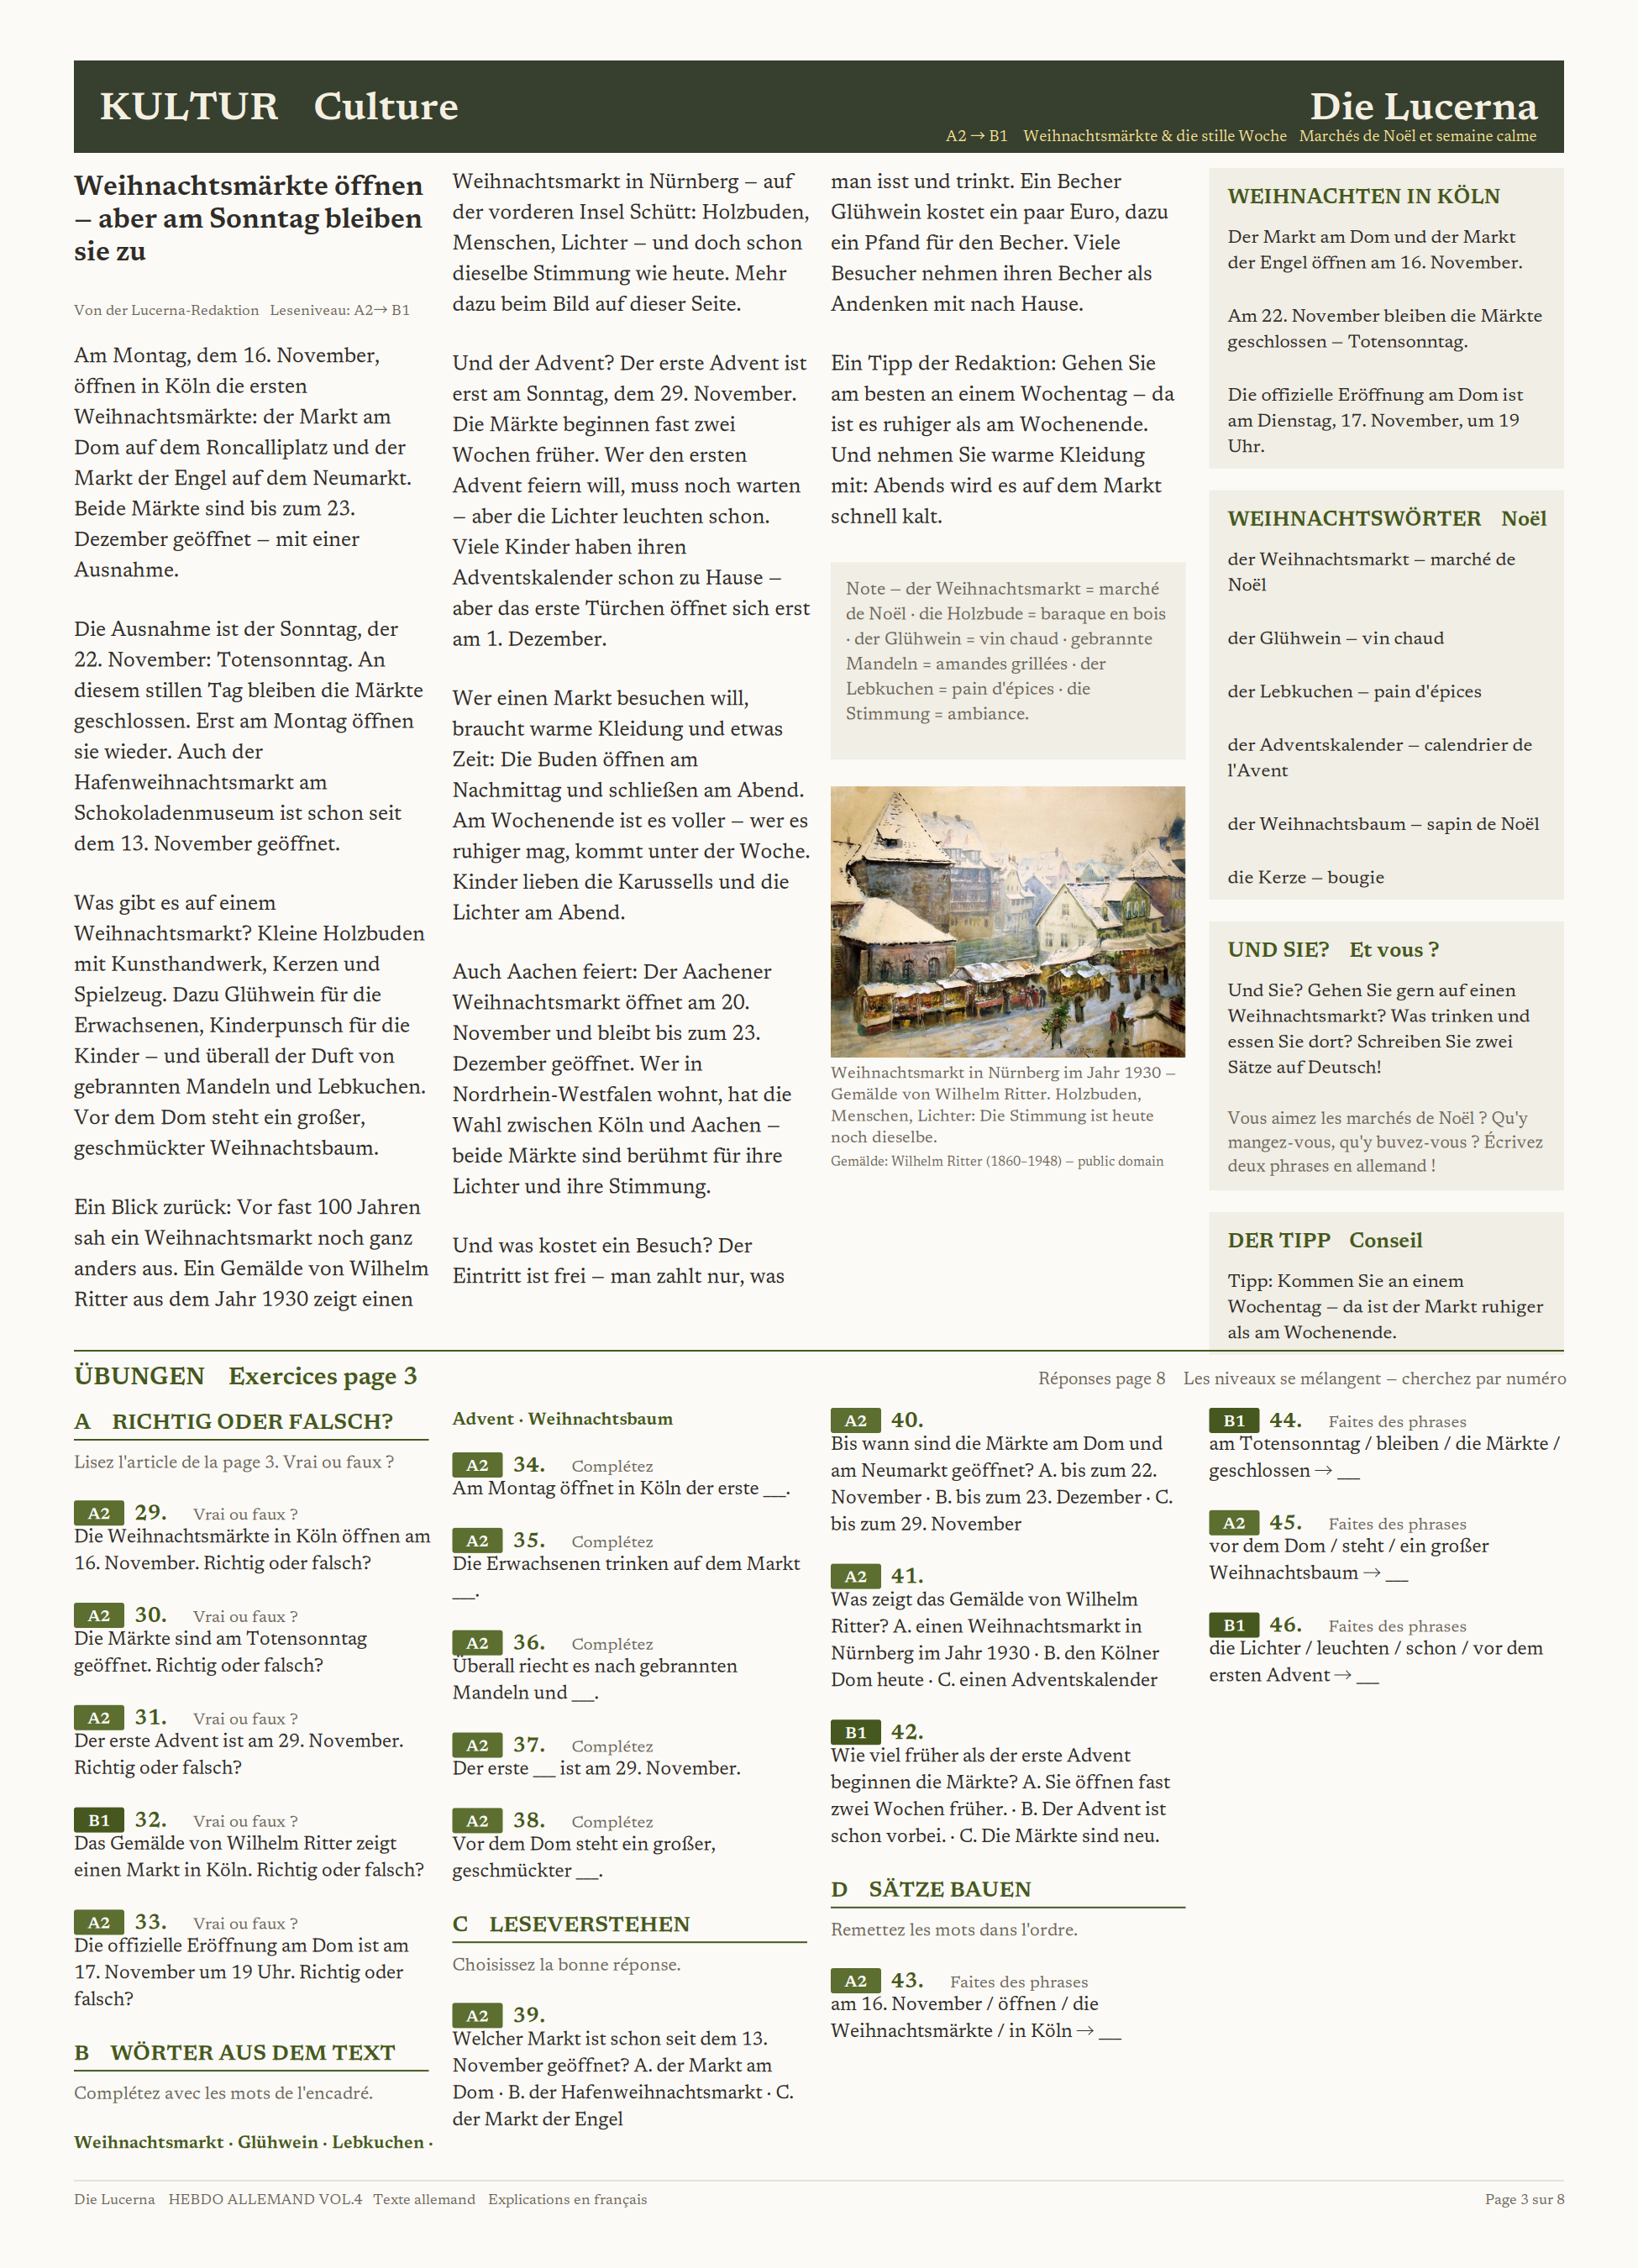 KULTUR Culture
Die Lucerna
A2 → B1 Weihnachtsmärkte & die stille Woche Marchés de Noël et semaine calme
Weihnachtsmärkte öffnen
– aber am Sonntag bleiben
sie zu
Von der Lucerna-Redaktion Leseniveau: A2→ B1
Am Montag, dem 16. November,
öffnen in Köln die ersten
Weihnachtsmärkte: der Markt am
Dom auf dem Roncalliplatz und der
Markt der Engel auf dem Neumarkt.
Beide Märkte sind bis zum 23.
Dezember geöffnet – mit einer
Ausnahme.
Die Ausnahme ist der Sonntag, der
22. November: Totensonntag. An
diesem stillen Tag bleiben die Märkte
geschlossen. Erst am Montag öffnen
sie wieder. Auch der
Hafenweihnachtsmarkt am
Schokoladenmuseum ist schon seit
dem 13. November geöffnet.
Was gibt es auf einem
Weihnachtsmarkt? Kleine Holzbuden
mit Kunsthandwerk, Kerzen und
Spielzeug. Dazu Glühwein für die
Erwachsenen, Kinderpunsch für die
Kinder – und überall der Duft von
gebrannten Mandeln und Lebkuchen.
Vor dem Dom steht ein großer,
geschmückter Weihnachtsbaum.
Ein Blick zurück: Vor fast 100 Jahren
sah ein Weihnachtsmarkt noch ganz
anders aus. Ein Gemälde von Wilhelm
Ritter aus dem Jahr 1930 zeigt einen
Weihnachtsmarkt in Nürnberg – auf
der vorderen Insel Schütt: Holzbuden,
Menschen, Lichter – und doch schon
dieselbe Stimmung wie heute. Mehr
dazu beim Bild auf dieser Seite.
Und der Advent? Der erste Advent ist
erst am Sonntag, dem 29. November.
Die Märkte beginnen fast zwei
Wochen früher. Wer den ersten
Advent feiern will, muss noch warten
– aber die Lichter leuchten schon.
Viele Kinder haben ihren
Adventskalender schon zu Hause –
aber das erste Türchen öffnet sich erst
am 1. Dezember.
Wer einen Markt besuchen will,
braucht warme Kleidung und etwas
Zeit: Die Buden öffnen am
Nachmittag und schließen am Abend.
Am Wochenende ist es voller – wer es
ruhiger mag, kommt unter der Woche.
Kinder lieben die Karussells und die
Lichter am Abend.
Auch Aachen feiert: Der Aachener
Weihnachtsmarkt öffnet am 20.
November und bleibt bis zum 23.
Dezember geöffnet. Wer in
Nordrhein-Westfalen wohnt, hat die
Wahl zwischen Köln und Aachen –
beide Märkte sind berühmt für ihre
Lichter und ihre Stimmung.
Und was kostet ein Besuch? Der
Eintritt ist frei – man zahlt nur, was
man isst und trinkt. Ein Becher
Glühwein kostet ein paar Euro, dazu
ein Pfand für den Becher. Viele
Besucher nehmen ihren Becher als
Andenken mit nach Hause.
Ein Tipp der Redaktion: Gehen Sie
am besten an einem Wochentag – da
ist es ruhiger als am Wochenende.
Und nehmen Sie warme Kleidung
mit: Abends wird es auf dem Markt
schnell kalt.
Note – der Weihnachtsmarkt = marché
de Noël · die Holzbude = baraque en bois
· der Glühwein = vin chaud · gebrannte
Mandeln = amandes grillées · der
Lebkuchen = pain d'épices · die
Stimmung = ambiance.
Weihnachtsmarkt in Nürnberg im Jahr 1930 –
Gemälde von Wilhelm Ritter. Holzbuden,
Menschen, Lichter: Die Stimmung ist heute
noch dieselbe.
Gemälde: Wilhelm Ritter (1860–1948) – public domain
WEIHNACHTEN IN KÖLN
Der Markt am Dom und der Markt
der Engel öffnen am 16. November.
Am 22. November bleiben die Märkte
geschlossen – Totensonntag.
Die offizielle Eröffnung am Dom ist
am Dienstag, 17. November, um 19
Uhr.
WEIHNACHTSWÖRTER Noël
der Weihnachtsmarkt – marché de
Noël
der Glühwein – vin chaud
der Lebkuchen – pain d'épices
der Adventskalender – calendrier de
l'Avent
der Weihnachtsbaum – sapin de Noël
die Kerze – bougie
UND SIE? Et vous ?
Und Sie? Gehen Sie gern auf einen
Weihnachtsmarkt? Was trinken und
essen Sie dort? Schreiben Sie zwei
Sätze auf Deutsch!
Vous aimez les marchés de Noël ? Qu'y
mangez-vous, qu'y buvez-vous ? Écrivez
deux phrases en allemand !
DER TIPP Conseil
Tipp: Kommen Sie an einem
Wochentag – da ist der Markt ruhiger
als am Wochenende.
ÜBUNGEN Exercices page 3
Réponses page 8 Les niveaux se mélangent – cherchez par numéro
A RICHTIG ODER FALSCH?
Lisez l'article de la page 3. Vrai ou faux ?
A2 29. Vrai ou faux ?
Die Weihnachtsmärkte in Köln öffnen am
16. November. Richtig oder falsch?
A2 30. Vrai ou faux ?
Die Märkte sind am Totensonntag
geöffnet. Richtig oder falsch?
A2 31. Vrai ou faux ?
Der erste Advent ist am 29. November.
Richtig oder falsch?
B1 32. Vrai ou faux ?
Das Gemälde von Wilhelm Ritter zeigt
einen Markt in Köln. Richtig oder falsch?
A2 33. Vrai ou faux ?
Die offizielle Eröffnung am Dom ist am
17. November um 19 Uhr. Richtig oder
falsch?
B WÖRTER AUS DEM TEXT
Complétez avec les mots de l'encadré.
Weihnachtsmarkt · Glühwein · Lebkuchen ·
Advent · Weihnachtsbaum
A2 34. Complétez
Am Montag öffnet in Köln der erste ___.
A2 35. Complétez
Die Erwachsenen trinken auf dem Markt
___.
A2 36. Complétez
Überall riecht es nach gebrannten
Mandeln und ___.
A2 37. Complétez
Der erste ___ ist am 29. November.
A2 38. Complétez
Vor dem Dom steht ein großer,
geschmückter ___.
C LESEVERSTEHEN
Choisissez la bonne réponse.
A2 39.
Welcher Markt ist schon seit dem 13.
November geöffnet? A. der Markt am
Dom · B. der Hafenweihnachtsmarkt · C.
der Markt der Engel
A2 40.
Bis wann sind die Märkte am Dom und
am Neumarkt geöffnet? A. bis zum 22.
November · B. bis zum 23. Dezember · C.
bis zum 29. November
A2 41.
Was zeigt das Gemälde von Wilhelm
Ritter? A. einen Weihnachtsmarkt in
Nürnberg im Jahr 1930 · B. den Kölner
Dom heute · C. einen Adventskalender
B1 42.
Wie viel früher als der erste Advent
beginnen die Märkte? A. Sie öffnen fast
zwei Wochen früher. · B. Der Advent ist
schon vorbei. · C. Die Märkte sind neu.
D SÄTZE BAUEN
Remettez les mots dans l'ordre.
A2 43. Faites des phrases
am 16. November / öffnen / die
Weihnachtsmärkte / in Köln → ___
B1 44. Faites des phrases
am Totensonntag / bleiben / die Märkte /
geschlossen → ___
A2 45. Faites des phrases
vor dem Dom / steht / ein großer
Weihnachtsbaum → ___
B1 46. Faites des phrases
die Lichter / leuchten / schon / vor dem
ersten Advent → ___
Die Lucerna HEBDO ALLEMAND VOL.4 Texte allemand Explications en français
Page 3 sur 8